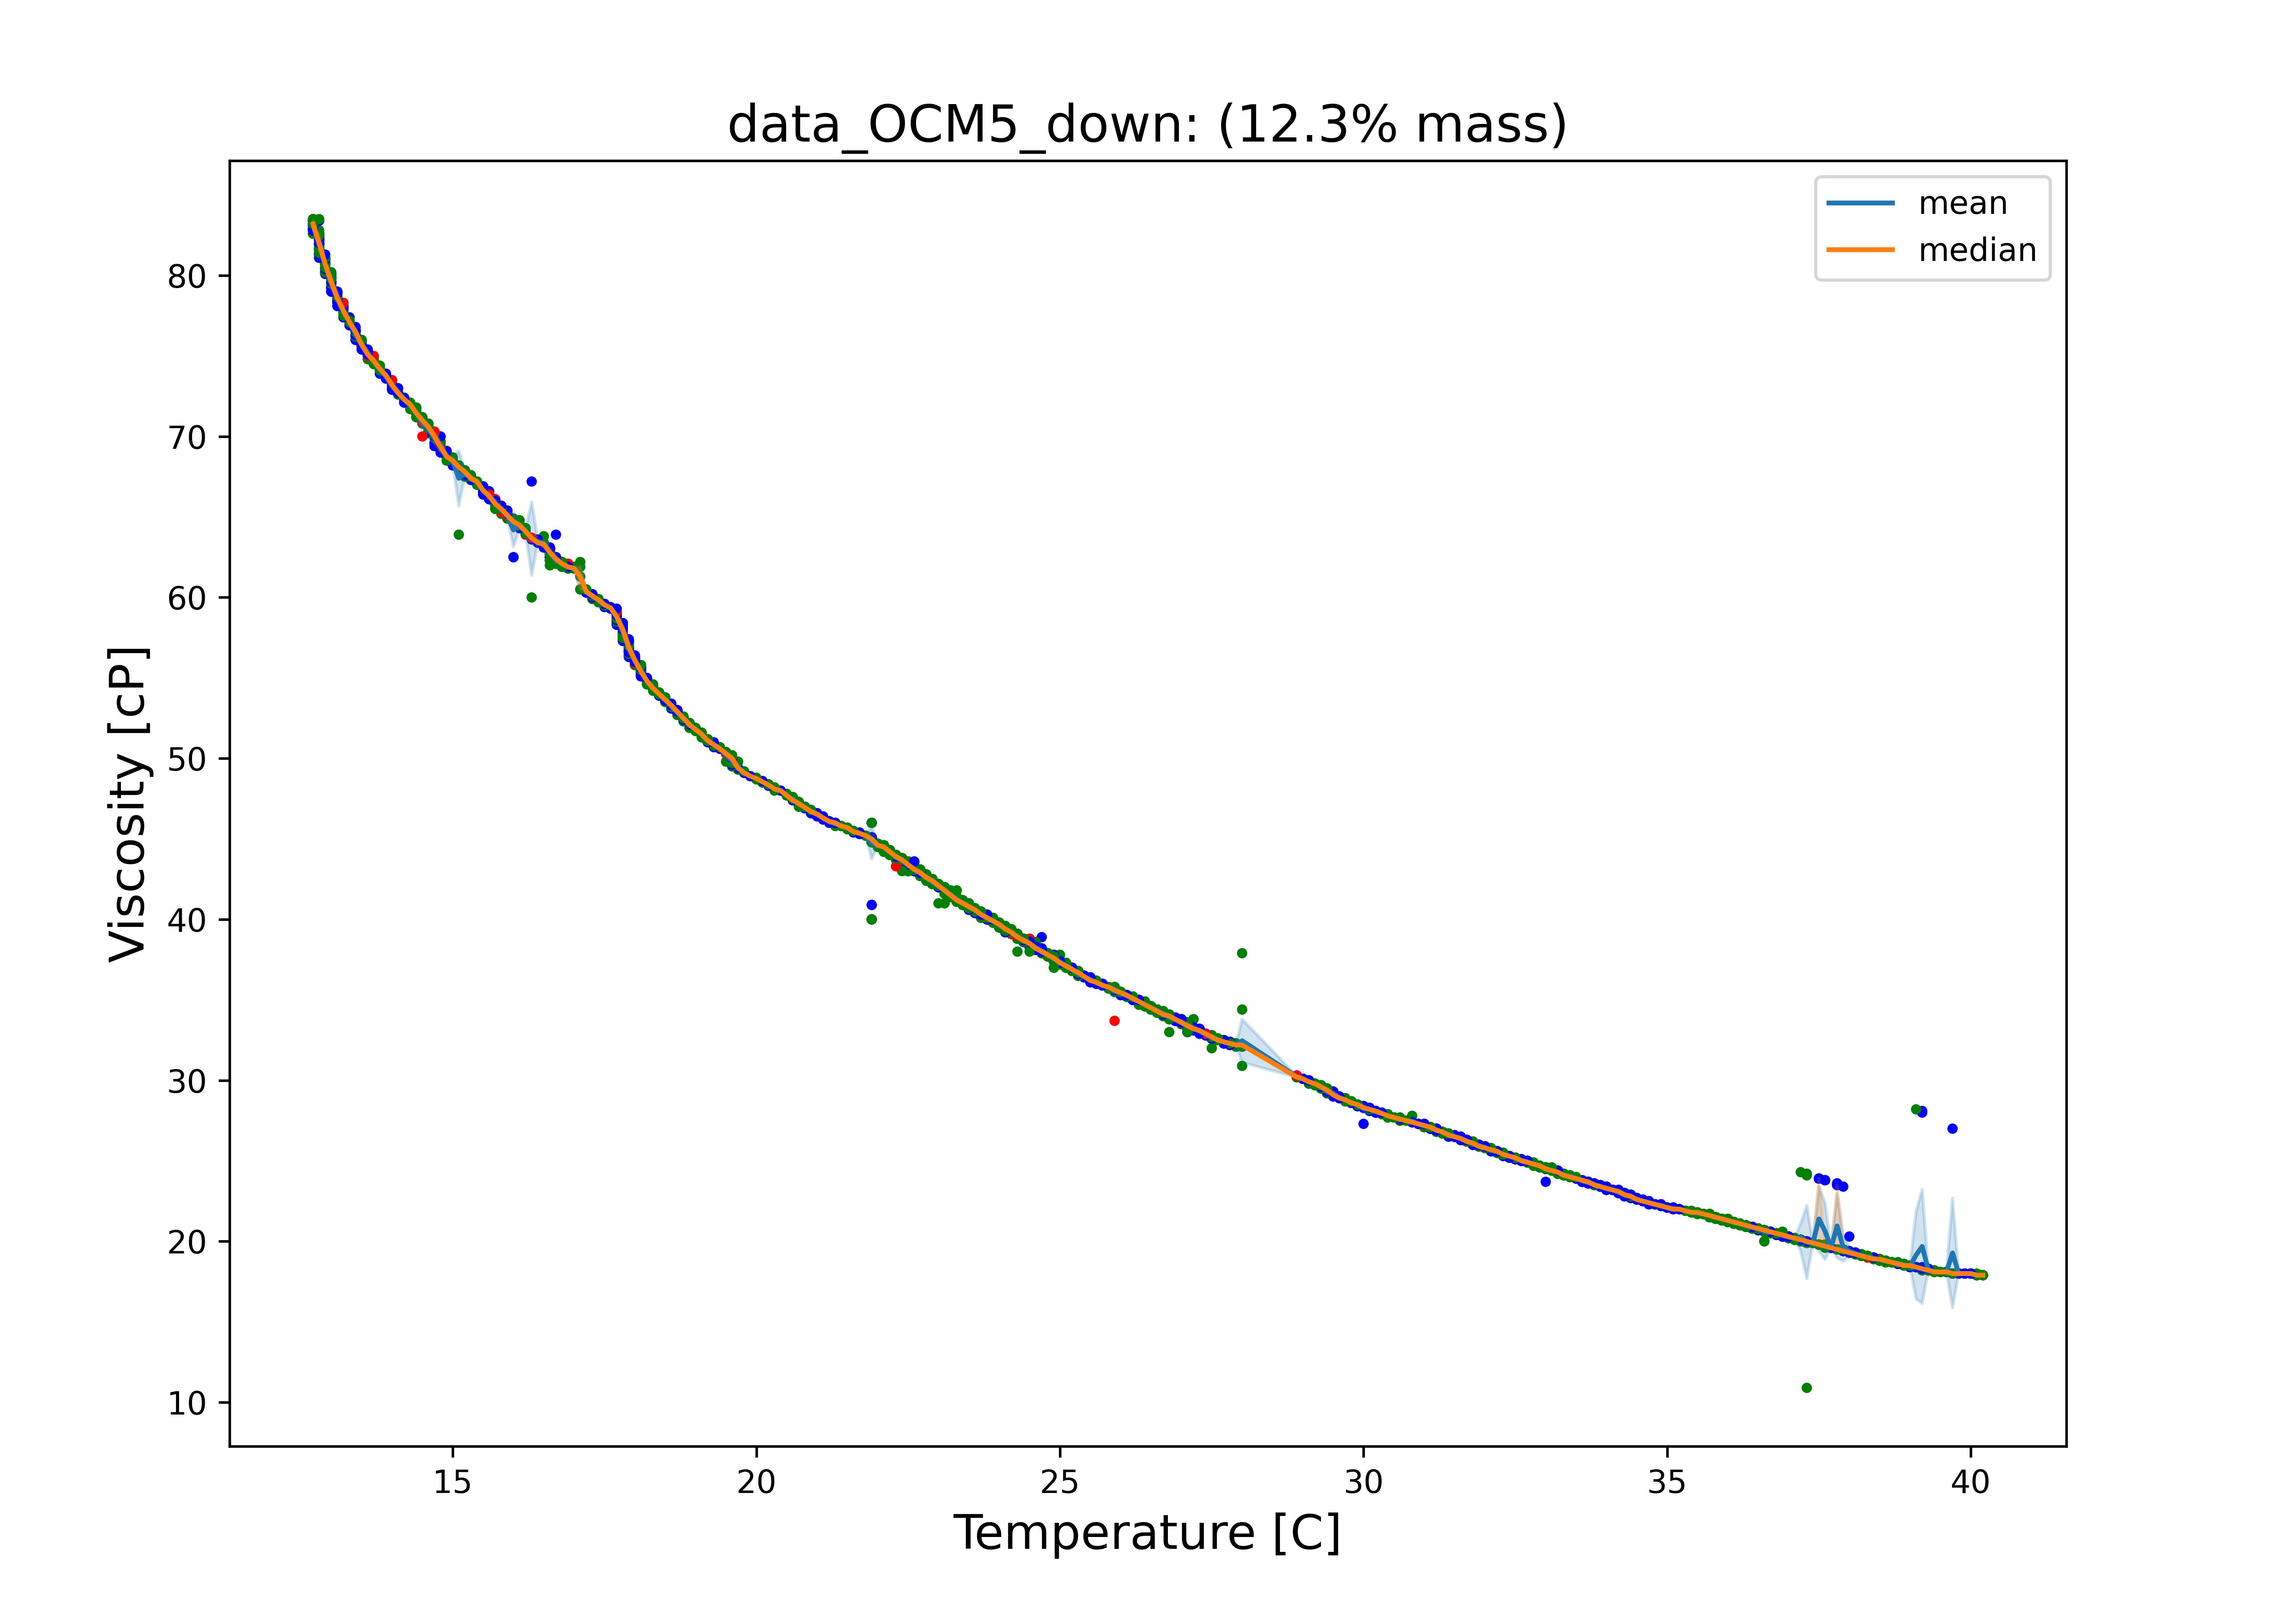 data_OCM5_down: (12.3% mass)
mean
median
Viscosity [cP]
80
70
60
50
40
30
20
10
15 20 25 30 35 40
Temperature [C]